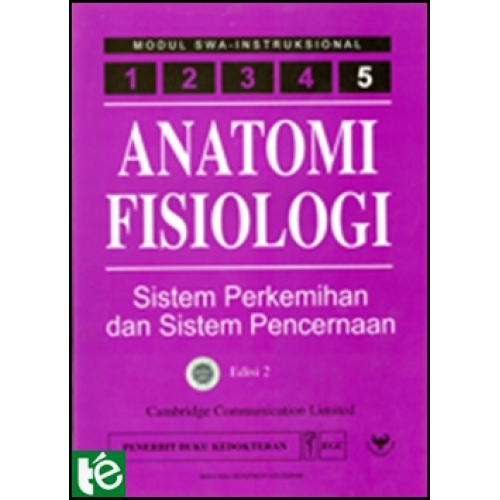 MODUL SWA-INSTRUKSIONAL
1 2 3 4 5
ANATOMI
FISIOLOGI
Sistem Perkemihan
dan Sistem Pencernaan
Edisi 2
Cambridge Communication Limited
PENERBIT BUKU KEDOKTERAN EGC
té